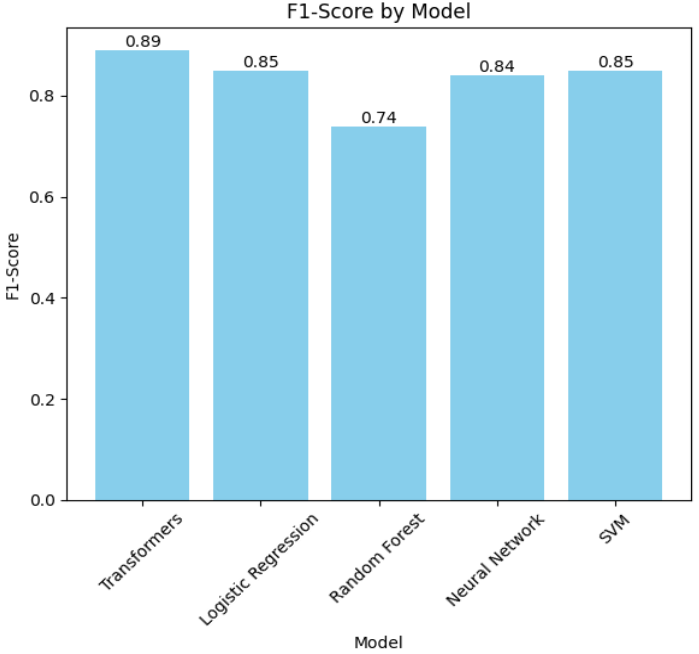 F1-Score by Model
0.89
0.85
0.74
0.84
0.85
0.8
0.6
0.4
0.2
0.0
F1-Score
Transformers
Logistic Regression
Random Forest
Neural Network
SVM
Model